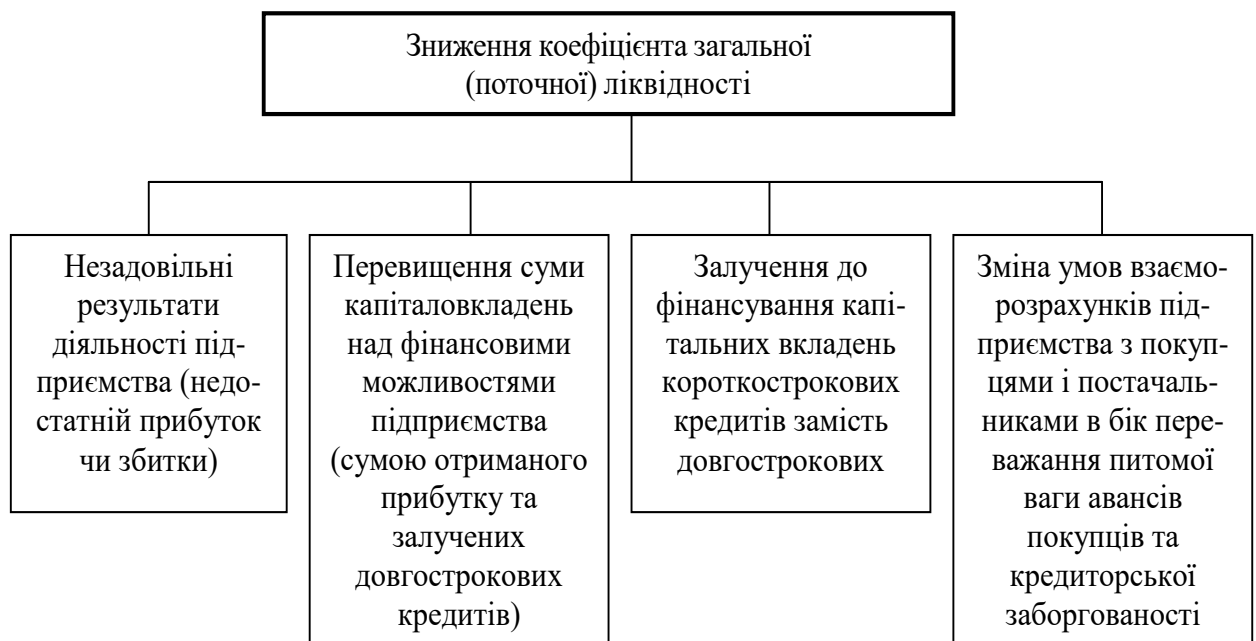 Зниження коефіцієнта загальної
(поточної) ліквідності
Незадовільні
результати
діяльності під-
приємства (недо-
статній прибуток
чи збитки)
Перевищення суми
капіталовкладень
над фінансовими
можливостями
підприємства
(сумою отриманого
прибутку та
залучених
довгострокових
кредитів)
Залучення до
фінансування капі-
тальних вкладень
короткострокових
кредитів замість
довгострокових
Зміна умов взаємо-
розрахунків під-
приємства з покуп-
цями і постачаль-
никами в бік пере-
важання питомої
ваги авансів
покупців та
кредиторської
заборгованості